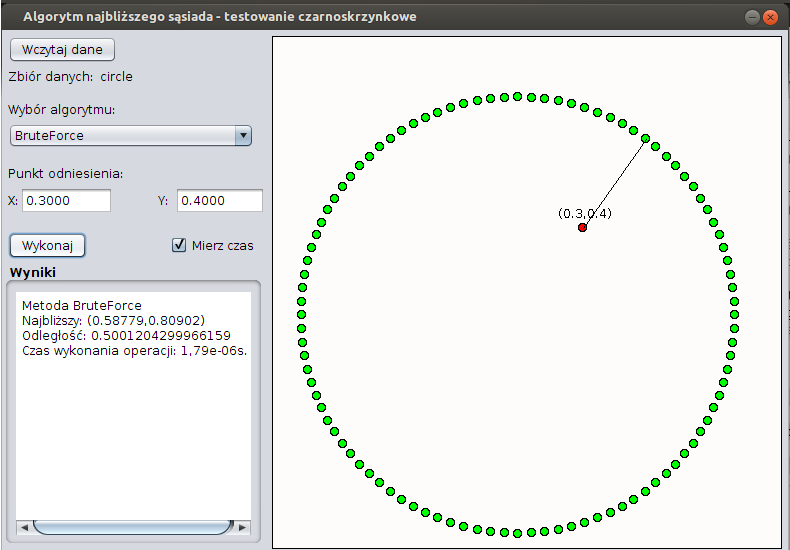 Algorytm najbliższego sąsiada - testowanie czarnoskrzynkowe
Wczytaj dane
Zbiór danych: circle
Wybór algorytmu:
BruteForce
Punkt odniesienia:
X: 0.3000 Y: 0.4000
Wykonaj Mierz czas
Wyniki
Metoda BruteForce
Najbliższy: (0.58779,0.80902)
Odległość: 0.5001204299966159
Czas wykonania operacji: 1,79e-06s.
(0.3,0.4)